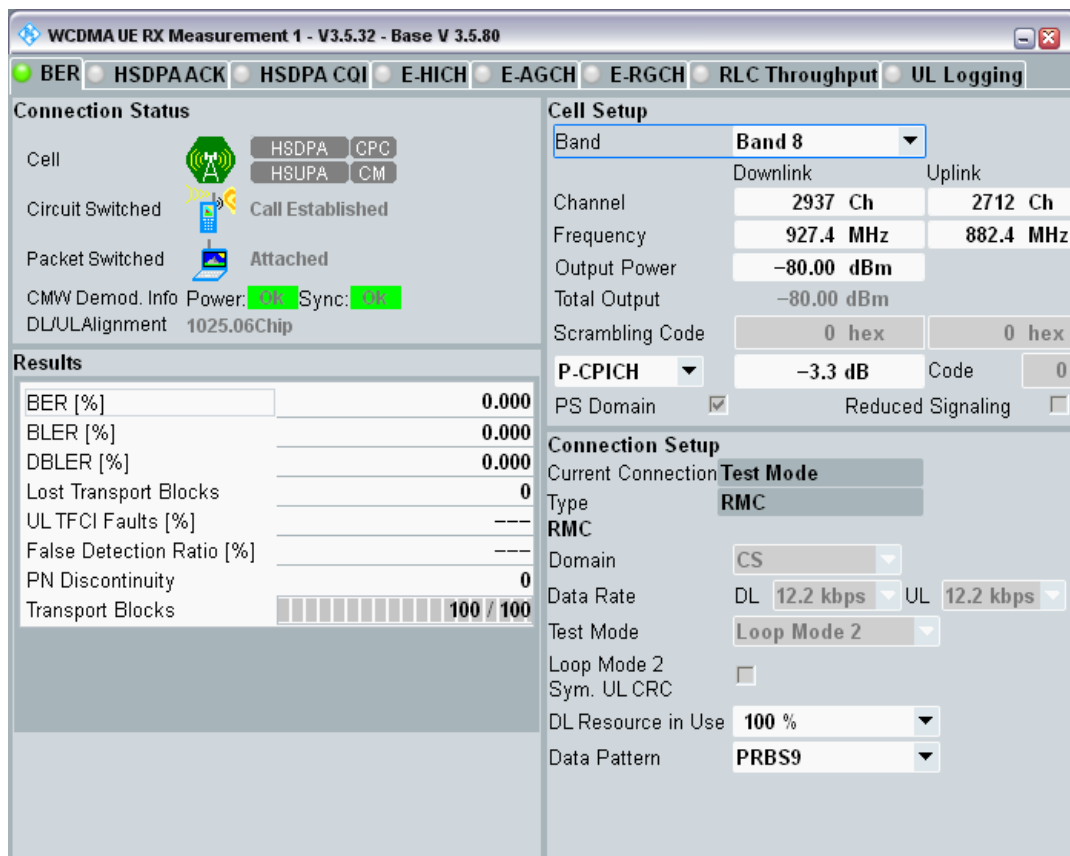 WCDMA UE RX Measurement 1 - V3.5.32 - Base V 3.5.80
BER HSDPA ACK HSDPA CQI E-HICH E-AGCH E-RGCH RLC Throughput UL Logging
Connection Status
Cell HSDPA CPC
HSUPA CM
Circuit Switched Call Established
Packet Switched Attached
CMW Demod. Info Power: Ok Sync: Ok
DL/UL Alignment 1025.06Chip
Results
BER [%] 0.000
BLER [%] 0.000
DBLER [%] 0.000
Lost Transport Blocks 0
UL TFCI Faults [%] ---
False Detection Ratio [%] ---
PN Discontinuity 0
Transport Blocks 100 / 100
Cell Setup
Band Band 8
Downlink Uplink
Channel 2937 Ch 2712 Ch
Frequency 927.4 MHz 882.4 MHz
Output Power −80.00 dBm
Total Output −80.00 dBm
Scrambling Code 0 hex 0 hex
P-CPICH −3.3 dB Code 0
PS Domain Reduced Signaling
Connection Setup
Current Connection Test Mode
Type RMC
RMC
Domain CS
Data Rate DL 12.2 kbps UL 12.2 kbps
Test Mode Loop Mode 2
Loop Mode 2
Sym. UL CRC
DL Resource in Use 100 %
Data Pattern PRBS9